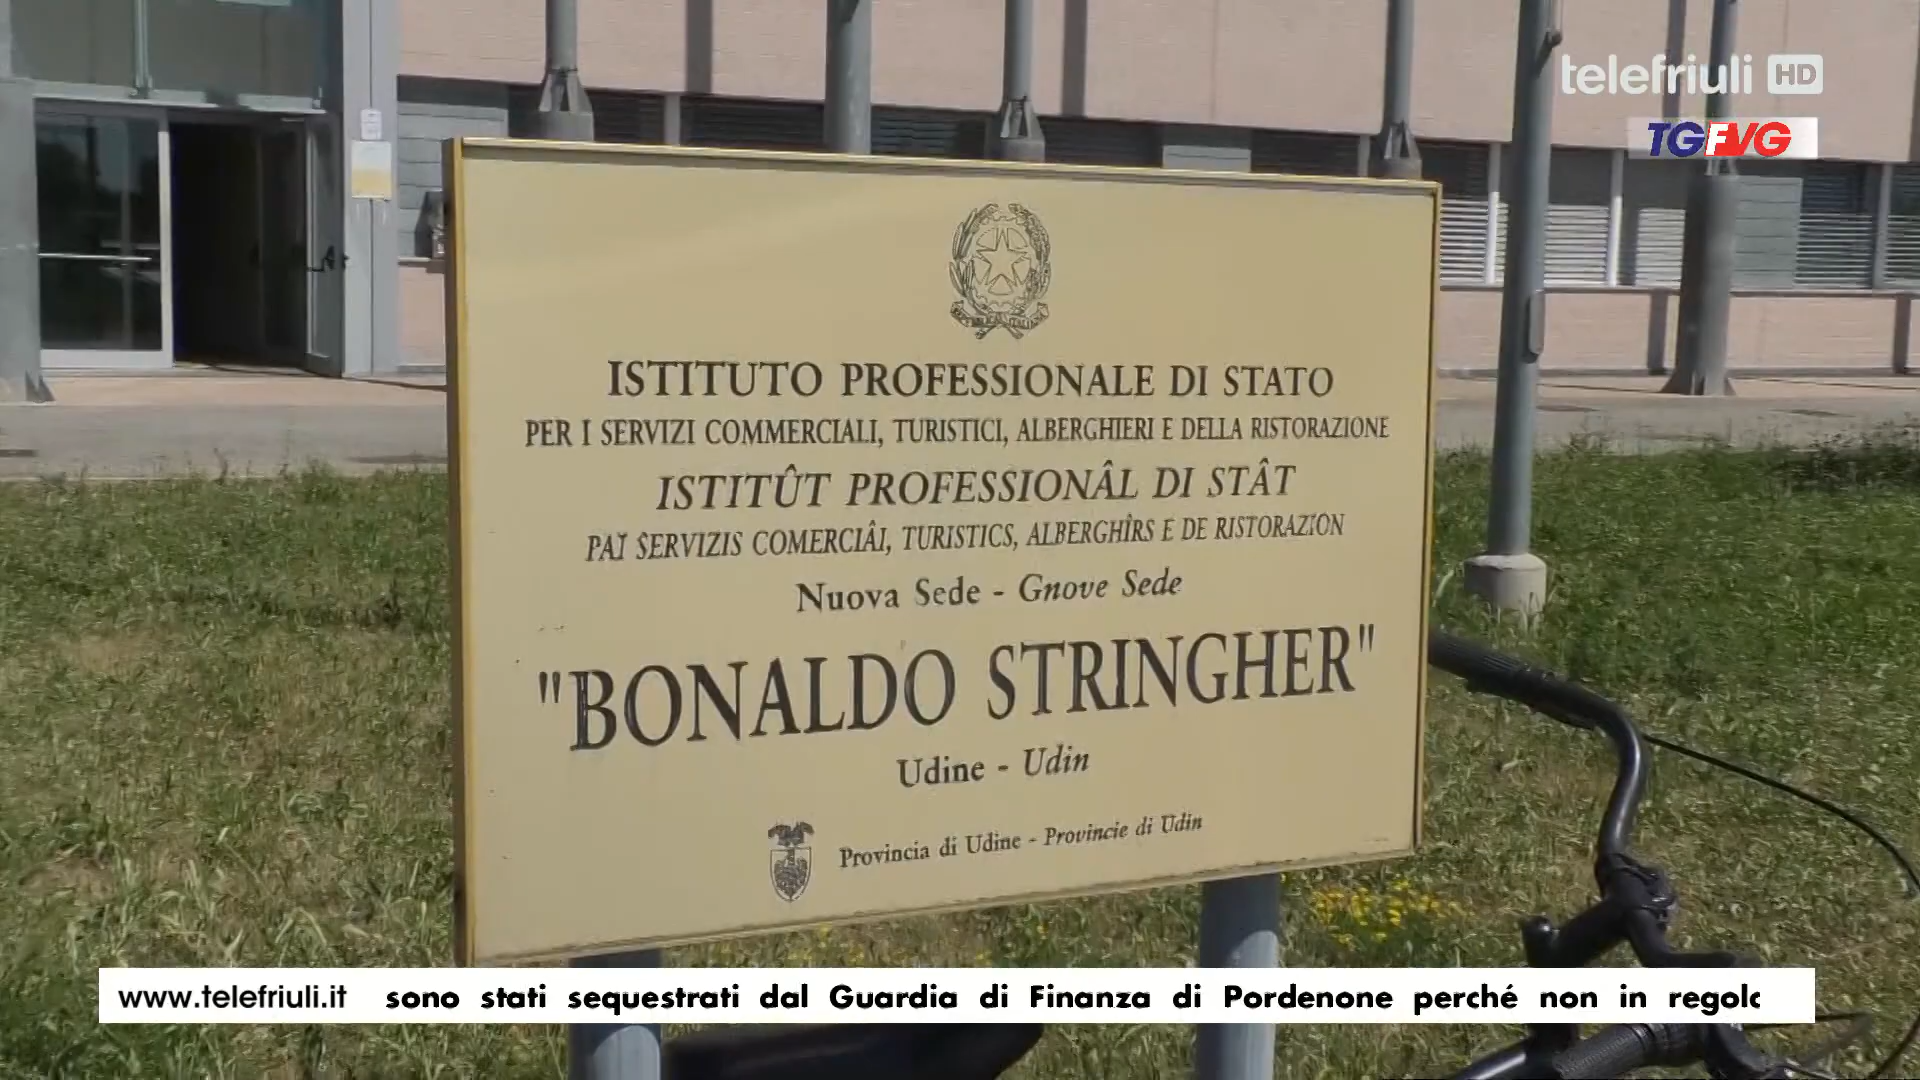 telefriuli HD
TGFVG
ISTITUTO PROFESSIONALE DI STATO
PER I SERVIZI COMMERCIALI, TURISTICI, ALBERGHIERI E DELLA RISTORAZIONE
ISTITÛT PROFESSIONÂL DI STÂT
PAI SERVIZIS COMERCIÂI, TURISTICS, ALBERGHÎRS E DE RISTORAZION
Nuova Sede - Gnove Sede
"BONALDO STRINGHER"
Udine - Udin
Provincia di Udine - Provincie di Udin
www.telefriuli.it sono stati sequestrati dal Guardia di Finanza di Pordenone perché non in regola